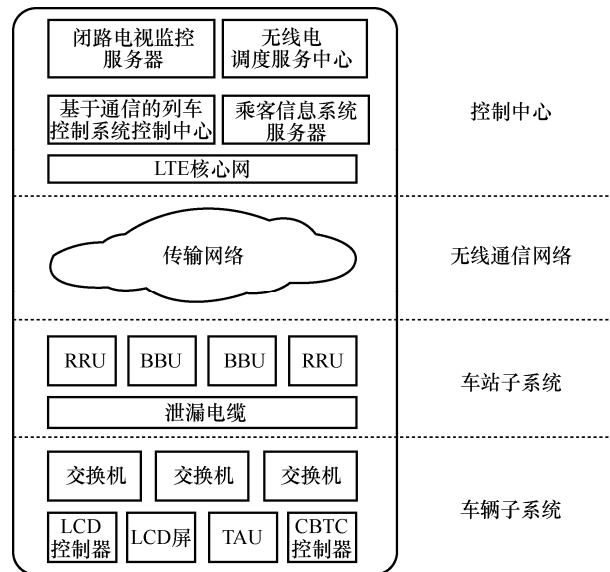 闭路电视监控
服务器
无线电
调度服务中心
基于通信的列车
控制系统控制中心
乘客信息系统
服务器
LTE核心网
控制中心
传输网络
无线通信网络
RRU
BBU
BBU
RRU
泄漏电缆
车站子系统
交换机
交换机
交换机
LCD
控制器
LCD屏
TAU
CBTC
控制器
车辆子系统